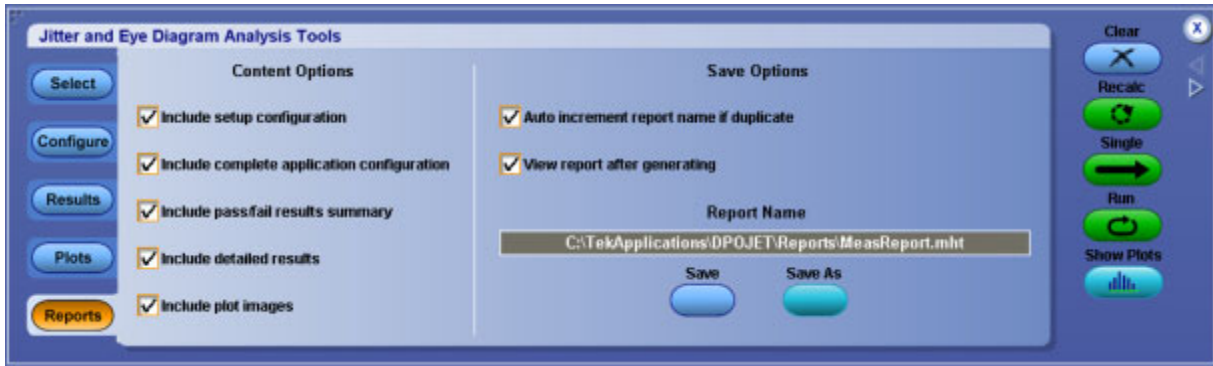 Jitter and Eye Diagram Analysis Tools
Select
Configure
Results
Plots
Reports
Content Options
Include setup configuration
Include complete application configuration
Include pass/fail results summary
Include detailed results
Include plot images
Save Options
Auto increment report name if duplicate
View report after generating
Report Name
C:\TekApplications\DPOJET\Reports\MeasReport.mht
Save
Save As
Clear
X
Recalc
Single
Run
Show Plots